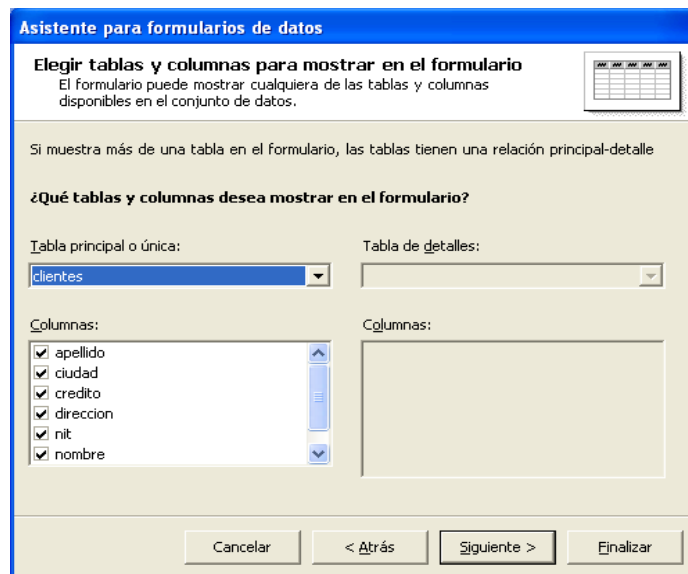 Asistente para formularios de datos
Elegir tablas y columnas para mostrar en el formulario
El formulario puede mostrar cualquiera de las tablas y columnas
disponibles en el conjunto de datos.
Si muestra más de una tabla en el formulario, las tablas tienen una relación principal-detalle
¿Qué tablas y columnas desea mostrar en el formulario?
Tabla principal o única:
Tabla de detalles:
clientes
Columnas:
Columnas:
apellido
ciudad
credito
direccion
nit
nombre
Cancelar
< Atrás
Siguiente >
Finalizar